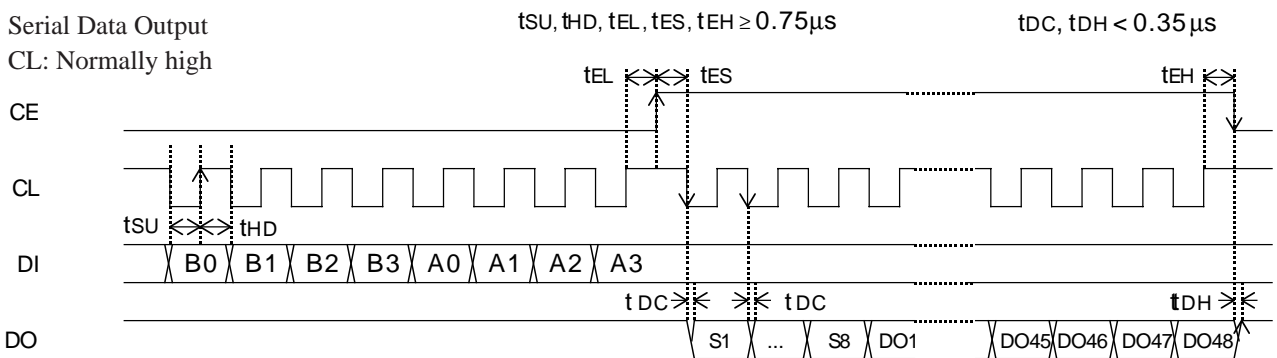 Serial Data Output
tSU, tHD, tEL, tES, tEH ≥ 0.75μs
tDC, tDH < 0.35μs
CL: Normally high
tEL
tES
tEH
CE
CL
tSU
tHD
DI
B0 B1 B2 B3 A0 A1 A2 A3
tDC
tDC
tDH
DO
S1 ... S8 DO1 DO45 DO46 DO47 DO48